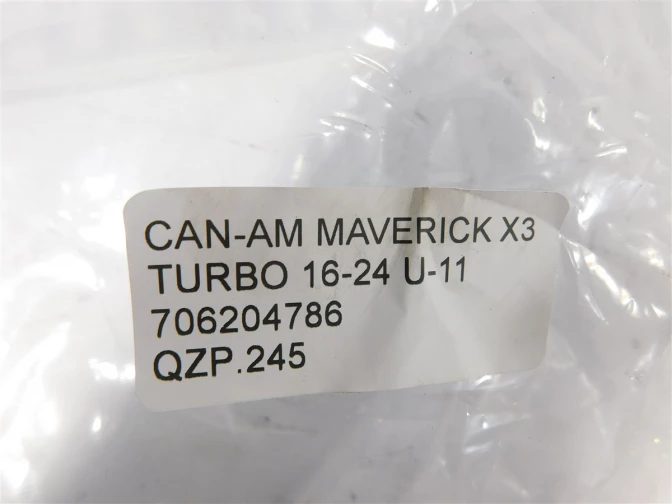 CAN-AM MAVERICK X3
TURBO 16-24 U-11
706204786
QZP.245